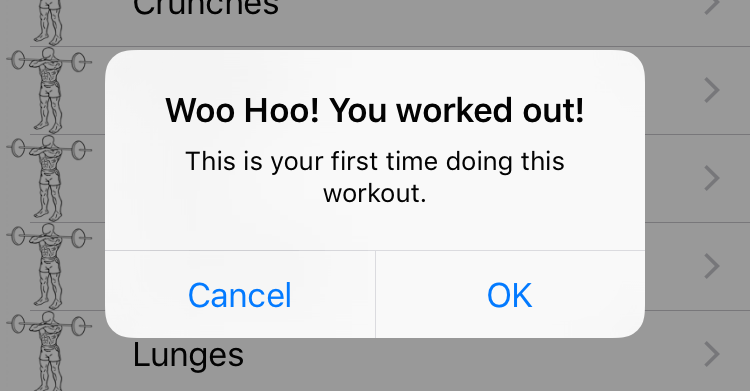 Crunches
Woo Hoo! You worked out!
This is your first time doing this
workout.
Cancel OK
Lunges